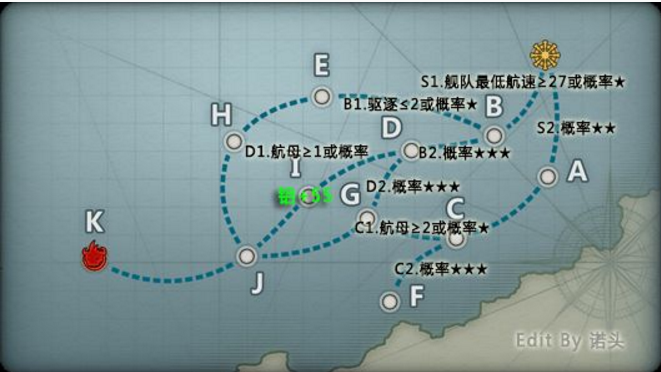 E
S1.舰队最低航速≥27或概率★
B1.驱逐≤2或概率★
B
H
D
S2.概率★★
D1.航母≥1或概率
B2.概率★★★
I
A
D2.概率★★★
G
铝+55
C
C1.航母≥2或概率★
K
C2.概率★★★
J
F
Edit By 诺头